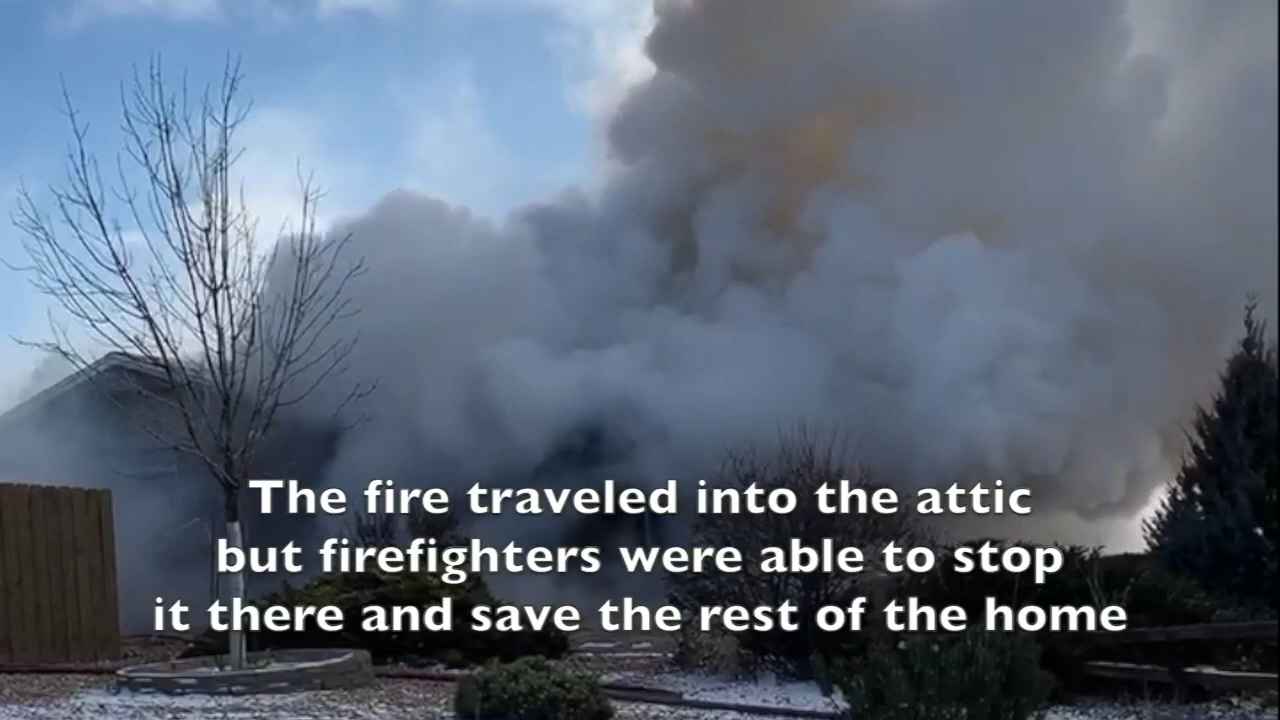 The fire traveled into the attic
but firefighters were able to stop
it there and save the rest of the home